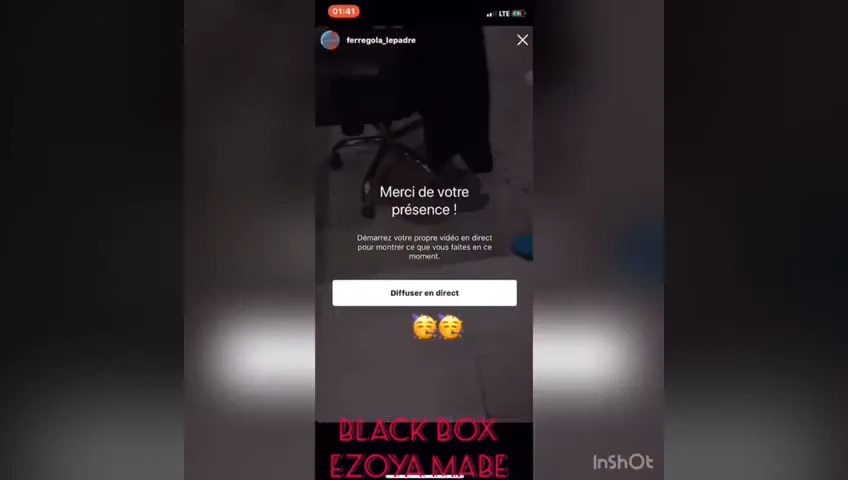 01:41
LTE
ferregola_lepadre
Merci de votre
présence !
Démarrez votre propre vidéo en direct
pour montrer ce que vous faites en ce
moment.
Diffuser en direct
BLACK BOX
EZOYA MABE
InShOt